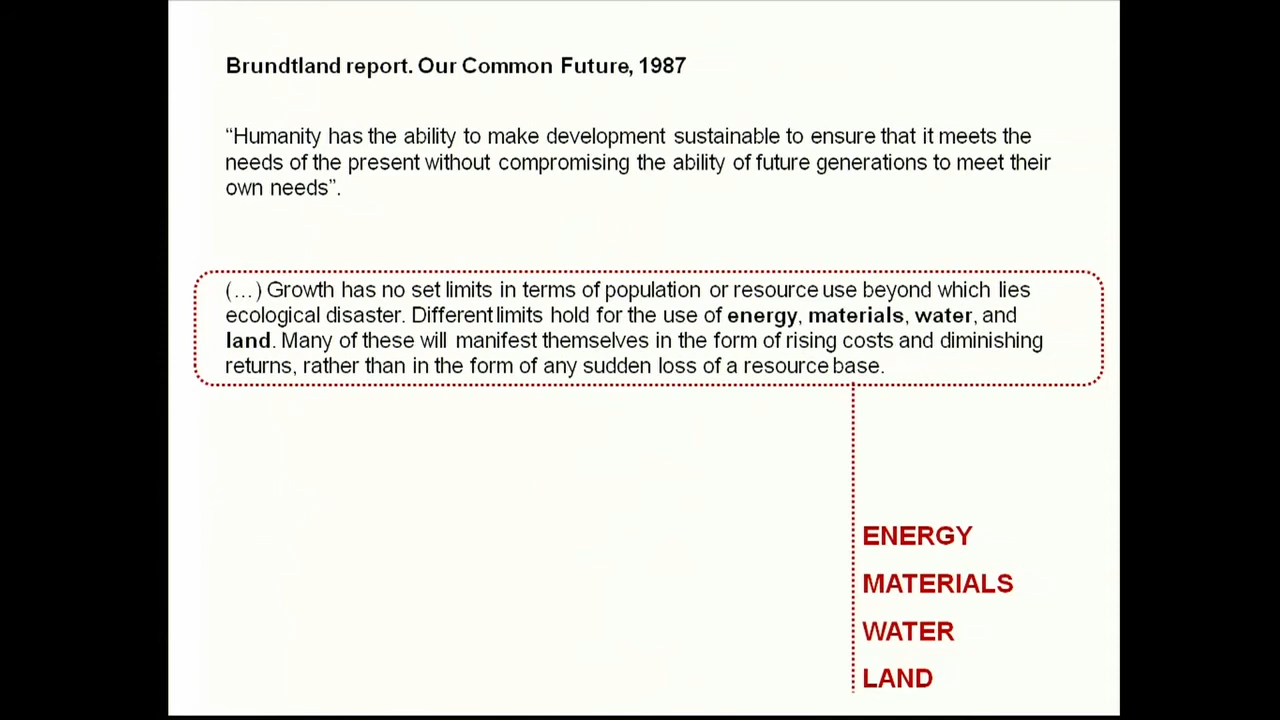 Brundtland report. Our Common Future, 1987
“Humanity has the ability to make development sustainable to ensure that it meets the
needs of the present without compromising the ability of future generations to meet their
own needs”.
(…) Growth has no set limits in terms of population or resource use beyond which lies
ecological disaster. Different limits hold for the use of energy, materials, water, and
land. Many of these will manifest themselves in the form of rising costs and diminishing
returns, rather than in the form of any sudden loss of a resource base.
ENERGY
MATERIALS
WATER
LAND